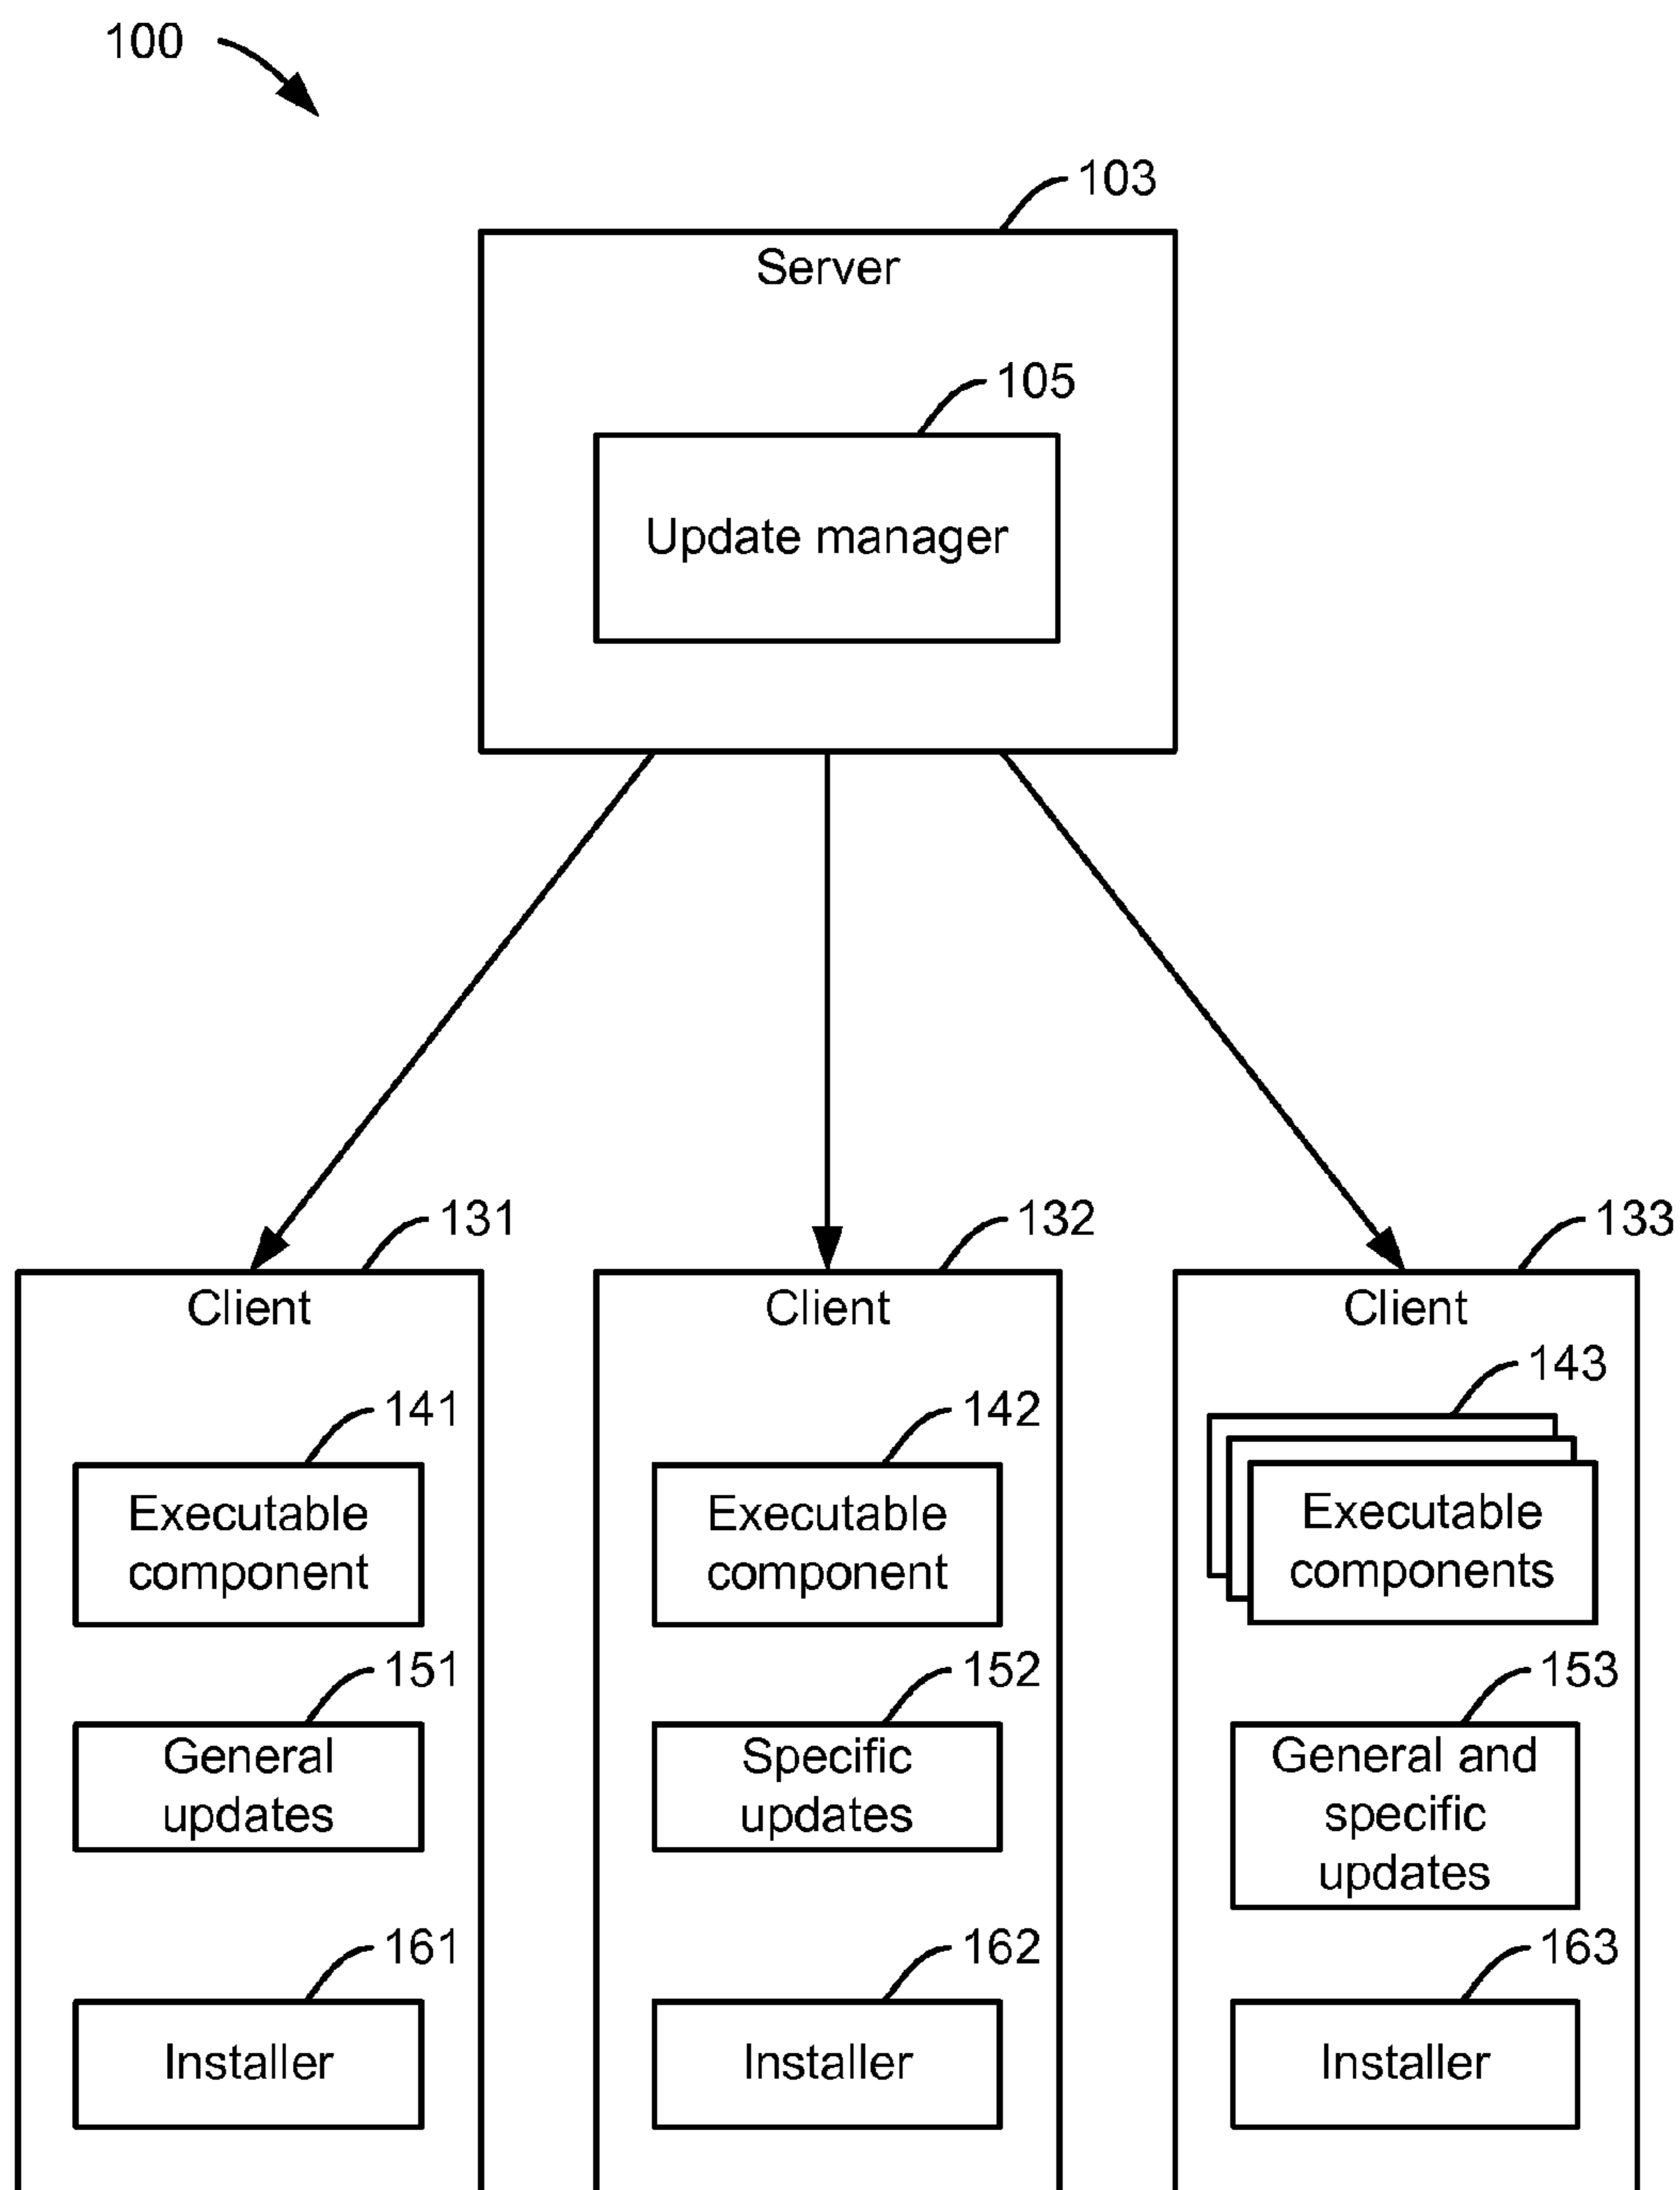 100
103
Server
105
Update manager
131
132
133
Client
Client
Client
143
141
142
Executable
component
Executable
component
Executable
components
151
152
153
General
updates
Specific
updates
General and
specific
updates
161
162
163
Installer
Installer
Installer